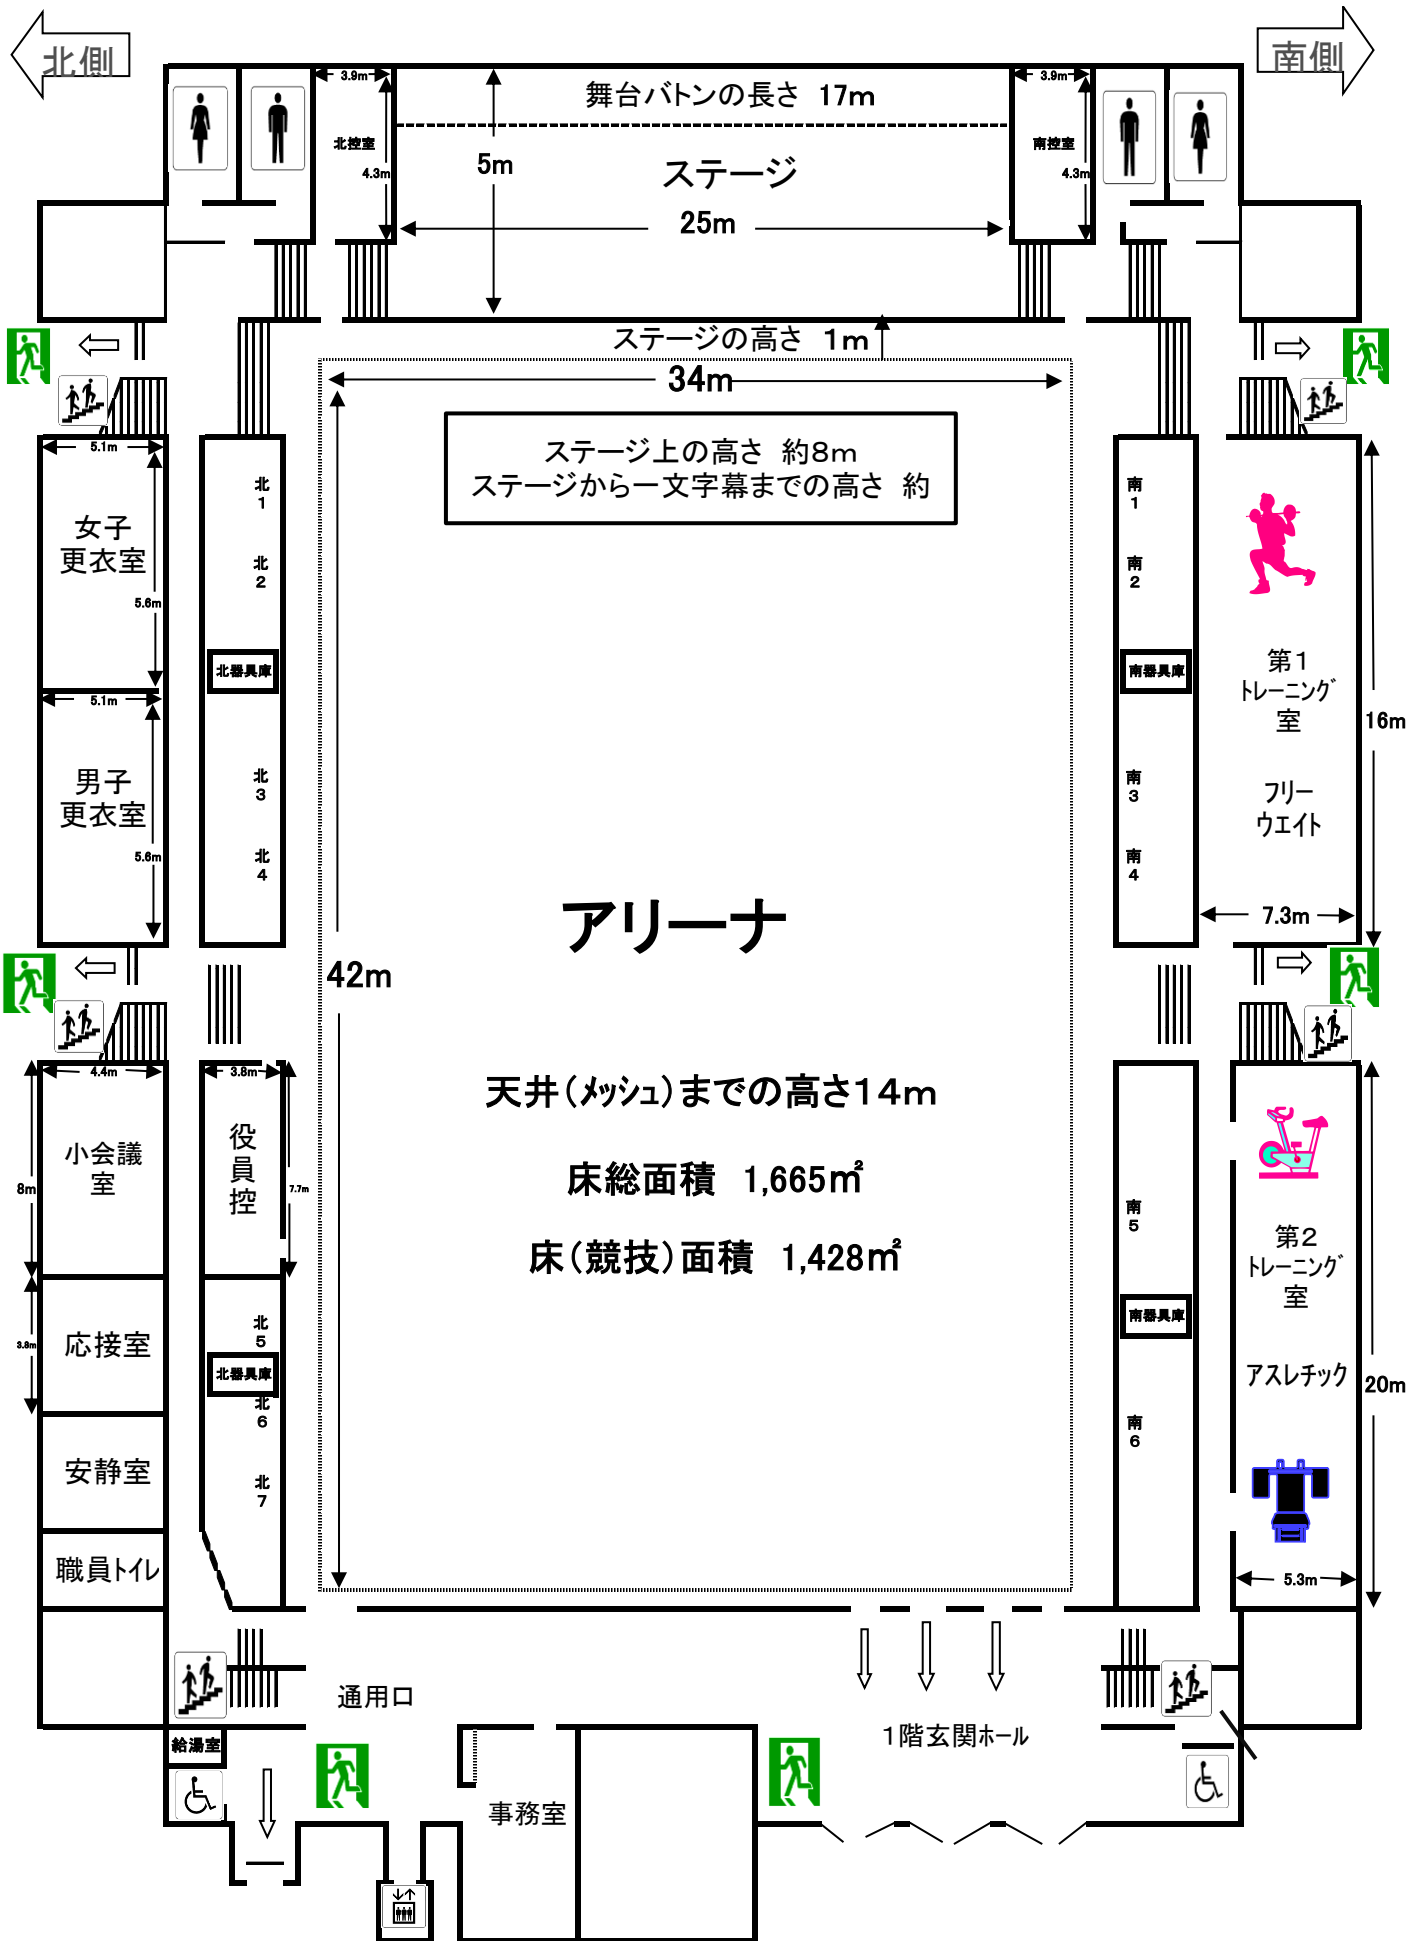 北側
南側
3.9m
舞台バトンの長さ 17m
3.9m
北控室
南控室
5m
ステージ
4.3m
4.3m
25m
ステージの高さ 1m
34m
ステージ上の高さ 約8m
ステージから一文字幕までの高さ 約
5.1m
北
1
南
1
女子
更衣室
北
2
南
2
5.6m
北器具庫
南器具庫
第1
トレーニング
室
16m
5.1m
男子
更衣室
北
3
南
3
フリー
ウエイト
5.6m
北
4
南
4
アリーナ
7.3m
42m
4.4m
3.8m
天井(メッシュ)までの高さ14m
小会議
室
役
員
控
8m
7.7m
床総面積 1,665㎡
南
5
第2
トレーニング
室
床(競技)面積 1,428㎡
北
5
南器具庫
応接室
3.8m
北器具庫
アスレチック
20m
北
6
南
6
安静室
北
7
職員トイレ
5.3m
通用口
1階玄関ホール
給湯室
事務室